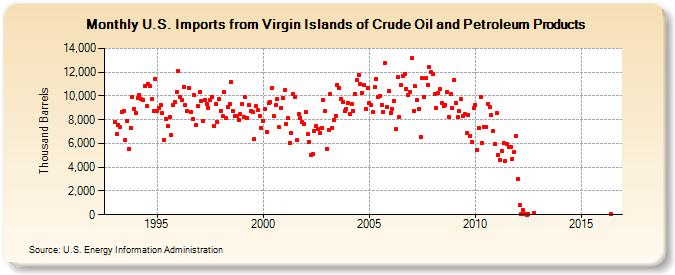 Monthly U.S. Imports from Virgin Islands of Crude Oil and Petroleum Products
Thousand Barrels
14,000
12,000
10,000
8,000
6,000
4,000
2,000
0
1995 2000 2005 2010 2015
Source: U.S. Energy Information Administration